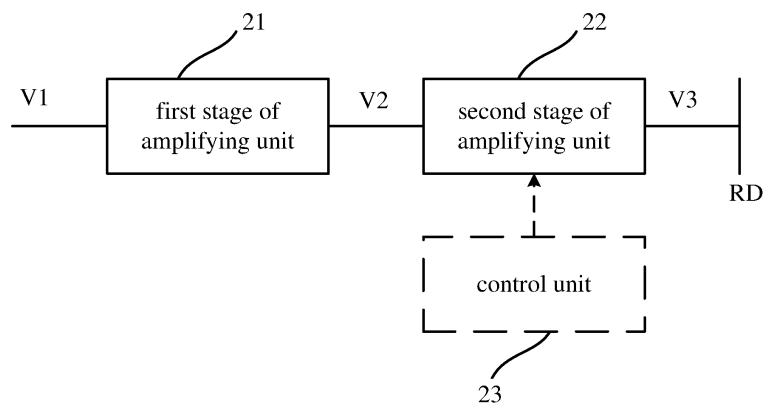 21
22
V1
first stage of
amplifying unit
V2
second stage of
amplifying unit
V3
RD
control unit
23